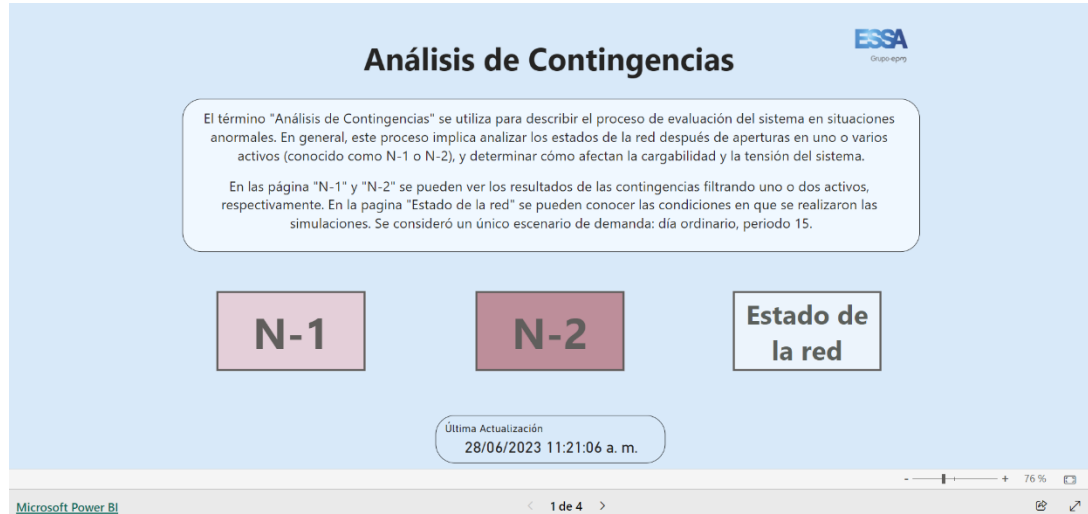 ESSA
Grupo·epm
Análisis de Contingencias
El término "Análisis de Contingencias" se utiliza para describir el proceso de evaluación del sistema en situaciones
anormales. En general, este proceso implica analizar los estados de la red después de aperturas en uno o varios
activos (conocido como N-1 o N-2), y determinar cómo afectan la cargabilidad y la tensión del sistema.
En las página "N-1" y "N-2" se pueden ver los resultados de las contingencias filtrando uno o dos activos,
respectivamente. En la pagina "Estado de la red" se pueden conocer las condiciones en que se realizaron las
simulaciones. Se consideró un único escenario de demanda: día ordinario, periodo 15.
N-1
N-2
Estado de
la red
Última Actualización
28/06/2023 11:21:06 a. m.
- + 76 %
Microsoft Power BI
< 1 de 4 >